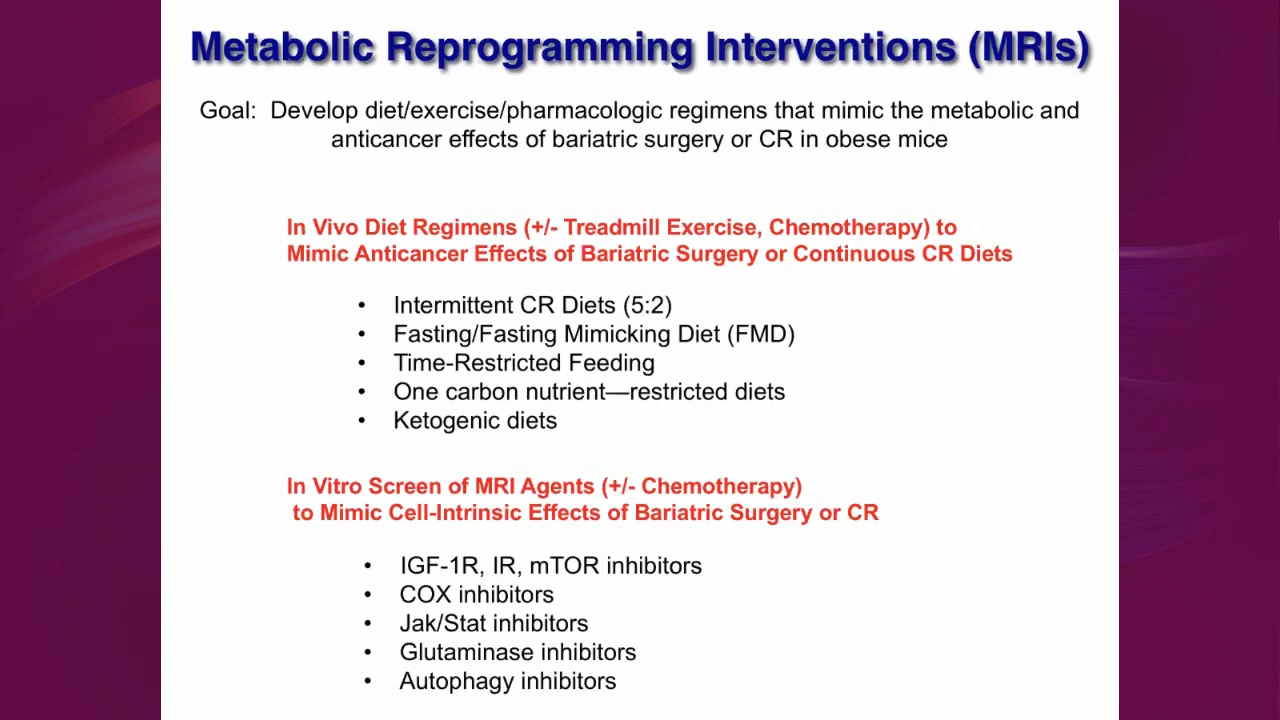 Metabolic Reprogramming Interventions (MRIs)
Goal: Develop diet/exercise/pharmacologic regimens that mimic the metabolic and
anticancer effects of bariatric surgery or CR in obese mice
In Vivo Diet Regimens (+/- Treadmill Exercise, Chemotherapy) to
Mimic Anticancer Effects of Bariatric Surgery or Continuous CR Diets
• Intermittent CR Diets (5:2)
• Fasting/Fasting Mimicking Diet (FMD)
• Time-Restricted Feeding
• One carbon nutrient—restricted diets
• Ketogenic diets
In Vitro Screen of MRI Agents (+/- Chemotherapy)
to Mimic Cell-Intrinsic Effects of Bariatric Surgery or CR
• IGF-1R, IR, mTOR inhibitors
• COX inhibitors
• Jak/Stat inhibitors
• Glutaminase inhibitors
• Autophagy inhibitors